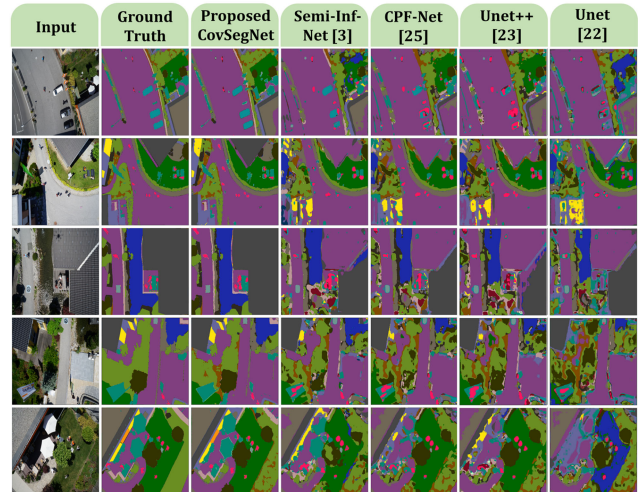 Input
Ground
Truth
Proposed
CovSegNet
Semi-Inf-
Net [3]
CPF-Net
[25]
Unet++
[23]
Unet
[22]